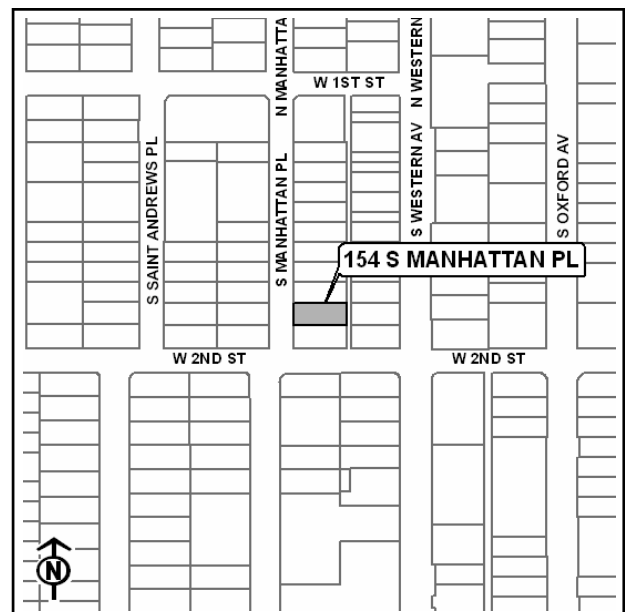 N MANHATTA
N WESTERN
W 1ST ST
S SAINT ANDREWS PL
S MANHATTAN PL
S WESTERN AV
S OXFORD AV
154 S MANHATTAN PL
W 2ND ST
W 2ND ST
N